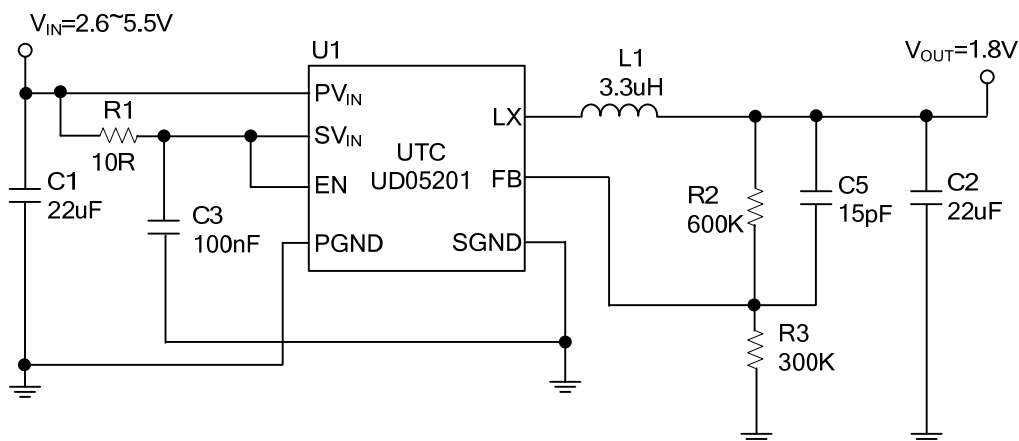 VIN=2.6~5.5V
U1
L1
3.3uH
VOUT=1.8V
PVIN
R1
10R
SVIN
EN
PGND
UTC
UD05201
LX
FB
SGND
C1
22uF
C3
100nF
R2
600K
C5
15pF
C2
22uF
R3
300K